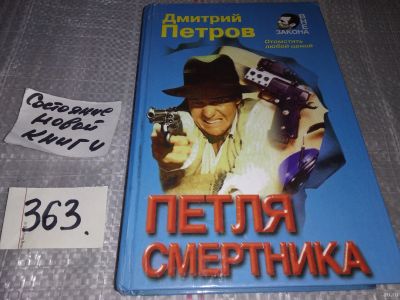 Дмитрий
Петров
Отомстить
любой ценой
ЗАКОНА
ПЕТЛЯ
СМЕРТНИКА
Состояние
новой
книги
363.